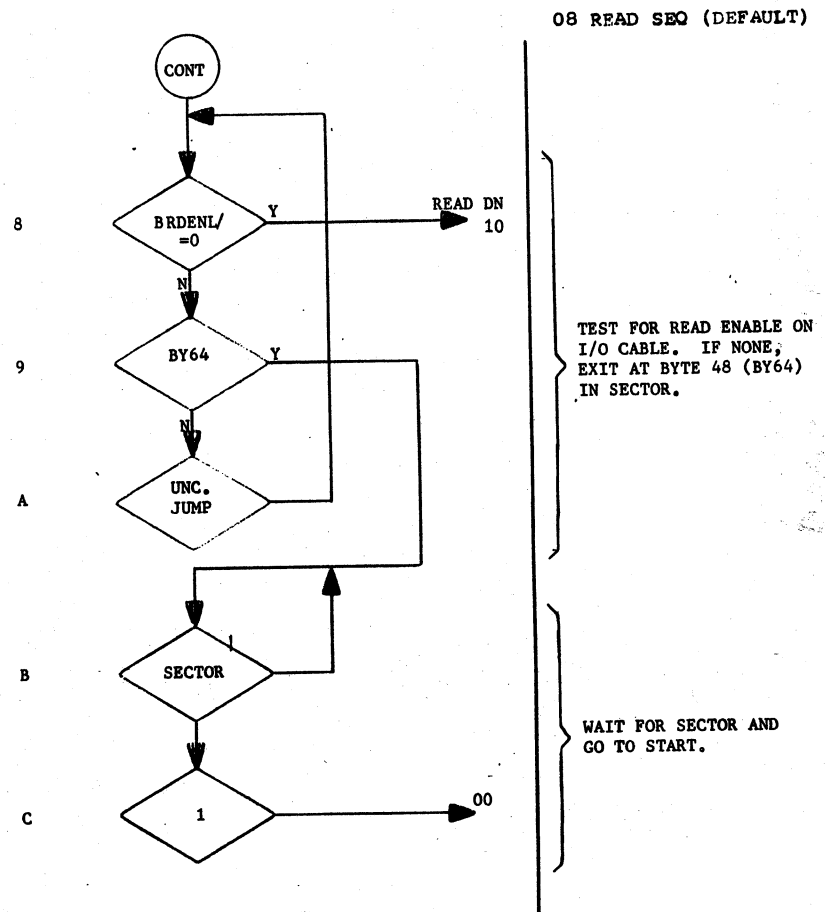 08 READ SEQ (DEFAULT)
CONT
8
BRDENL/
=0
Y
READ DN
10
N
9
BY64
Y
N
A
UNC.
JUMP
TEST FOR READ ENABLE ON
I/O CABLE. IF NONE,
EXIT AT BYTE 48 (BY64)
IN SECTOR.
B
SECTOR
WAIT FOR SECTOR AND
GO TO START.
C
1
00